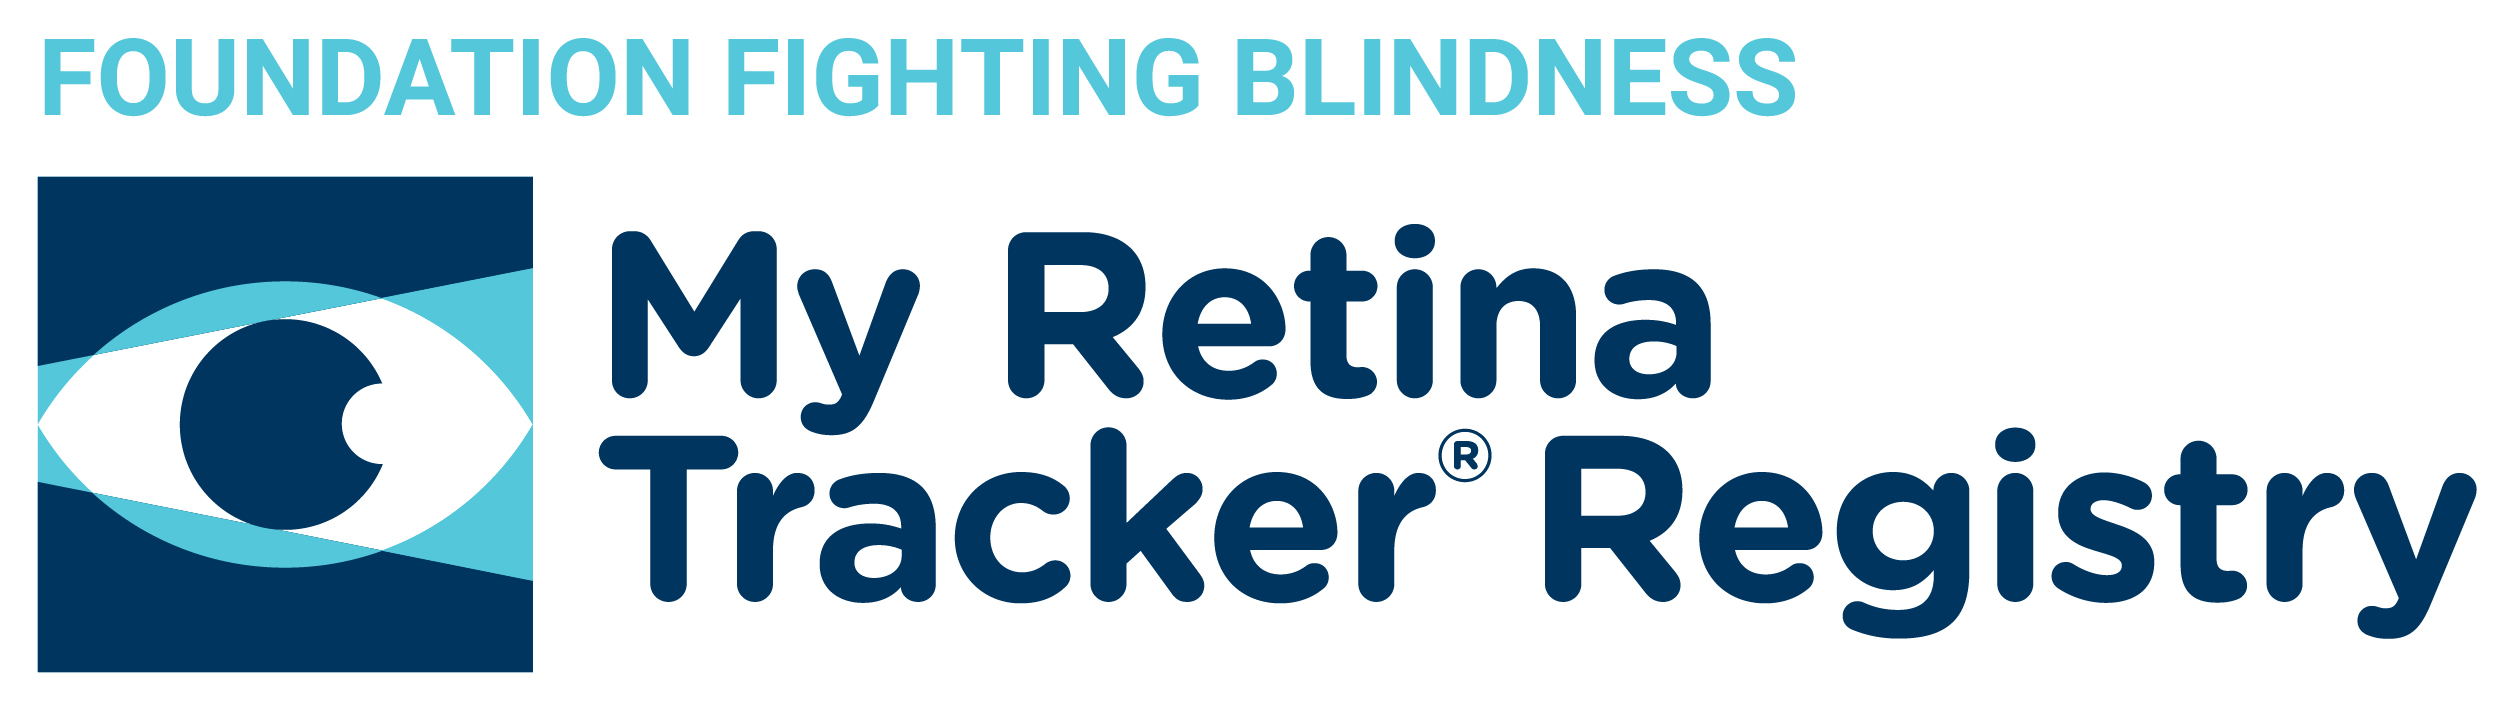 FOUNDATION FIGHTING BLINDNESS
My Retina
Tracker® Registry